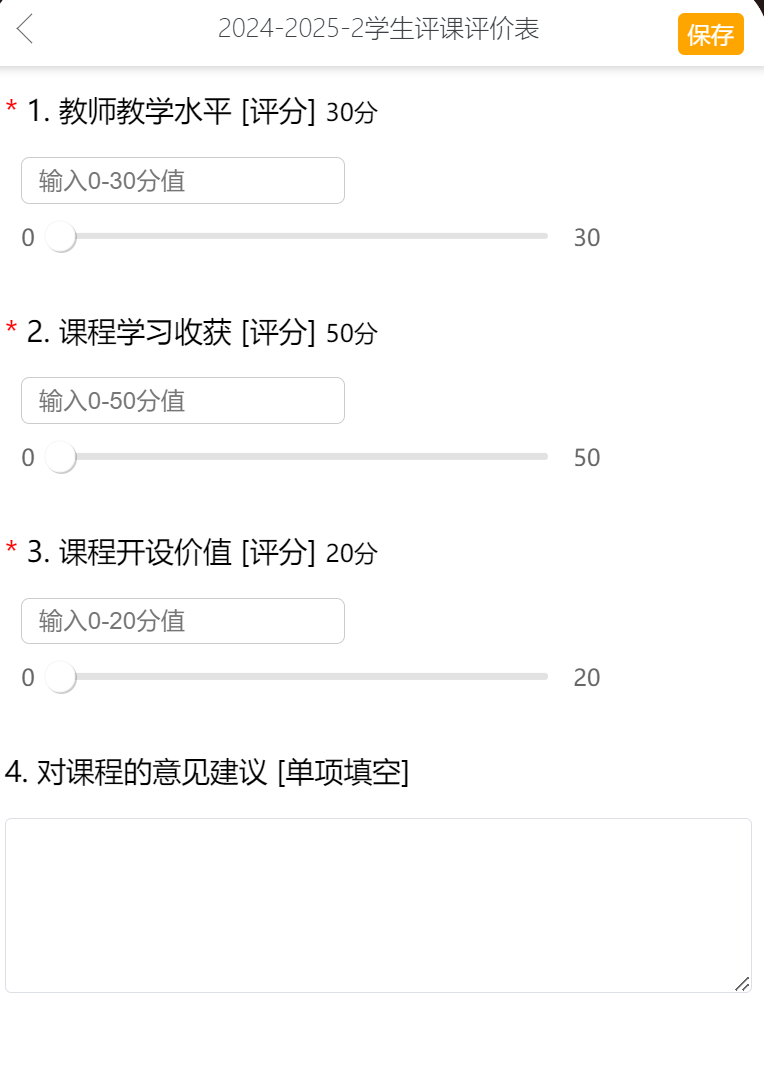 2024-2025-2学生评课评价表
保存
* 1. 教师教学水平 [评分] 30分
输入0-30分值
0 30
* 2. 课程学习收获 [评分] 50分
输入0-50分值
0 50
* 3. 课程开设价值 [评分] 20分
输入0-20分值
0 20
4. 对课程的意见建议 [单项填空]